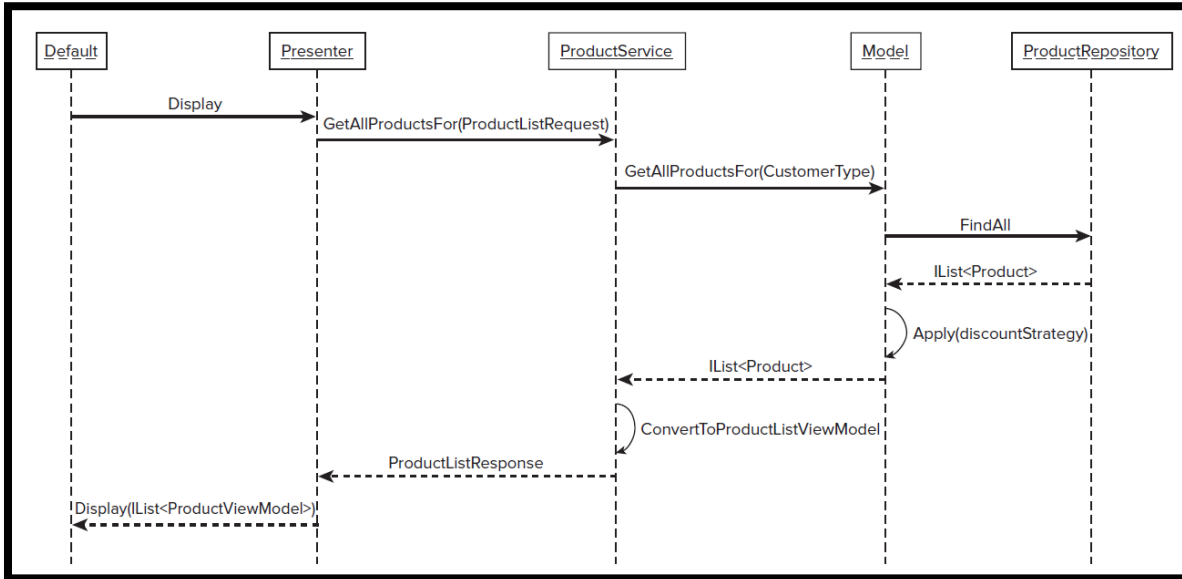 Default
Presenter
ProductService
Model
ProductRepository
Display
GetAllProductsFor(ProductListRequest)
GetAllProductsFor(CustomerType)
FindAll
IList<Product>
Apply(discountStrategy)
IList<Product>
ConvertToProductListViewModel
ProductListResponse
Display(IList<ProductViewModel>)